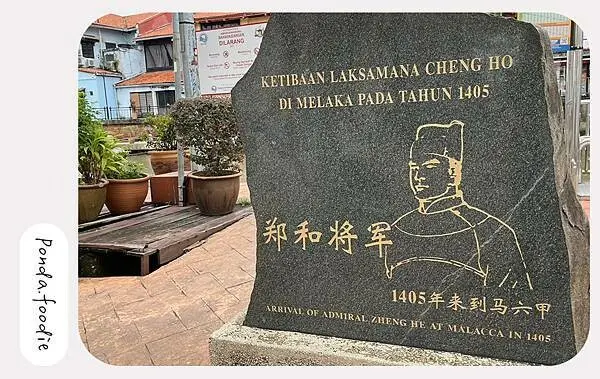 DILARANG
KETIBAAN LAKSAMANA CHENG HO
DI MELAKA PADA TAHUN 1405
郑和将军
1405年来到马六甲
ARRIVAL OF ADMIRAL ZHENG HE AT MALACCA IN 1405
Ponda.foodie